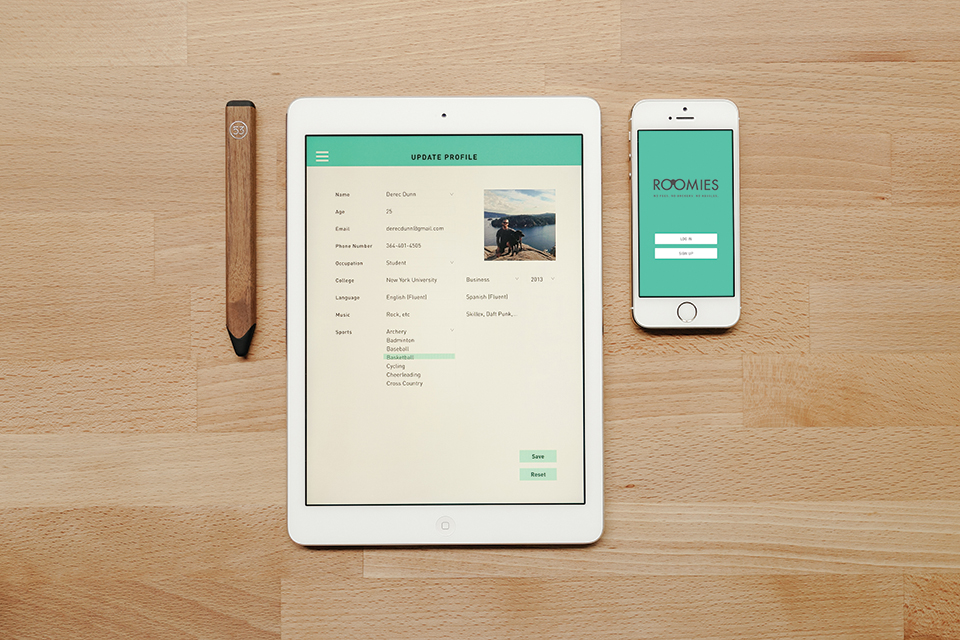 53
UPDATE PROFILE
Name Derec Dunn
Age 25
Email derecdunn@gmail.com
Phone Number 364-401-4505
Occupation Student
College New York University Business 2013
Language English (Fluent) Spanish (Fluent)
Music Rock, etc Skillex, Daft Punk,...
Sports Archery
Badminton
Baseball
Basketball
Cycling
Cheerleading
Cross Country
Save
Reset
ROOMIES
LOG IN
SIGN UP